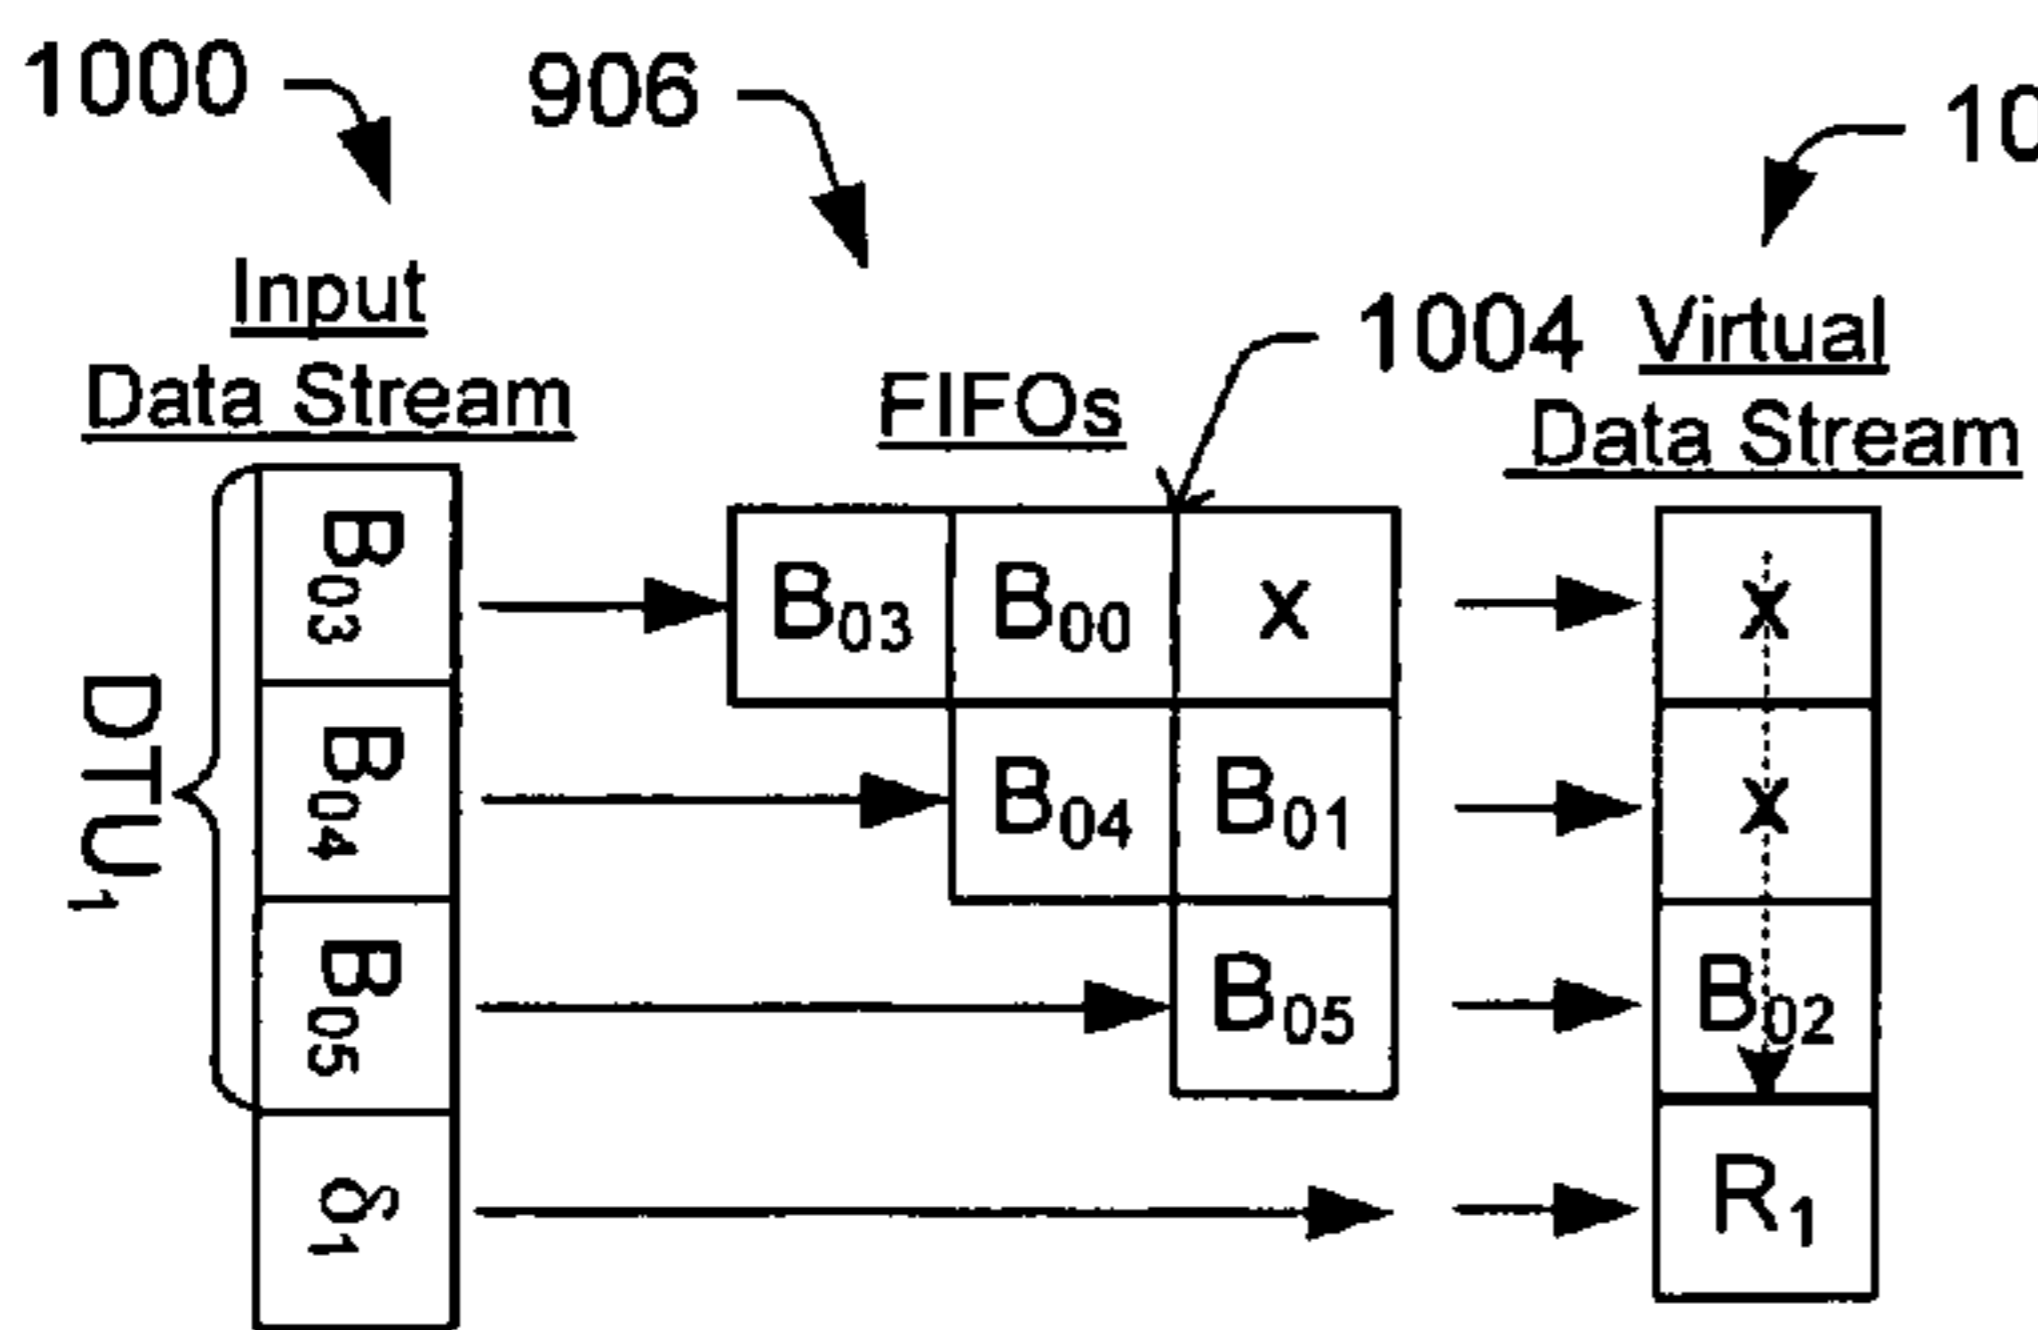 1000
906
10
Input
Data Stream
FIFOs
1004
Virtual
Data Stream
DTU₁
B₀₃
B₀₃ B₀₀ x
x
B₀₄
B₀₄ B₀₁
x
B₀₅
B₀₅
B₀₂
δ₁
R₁